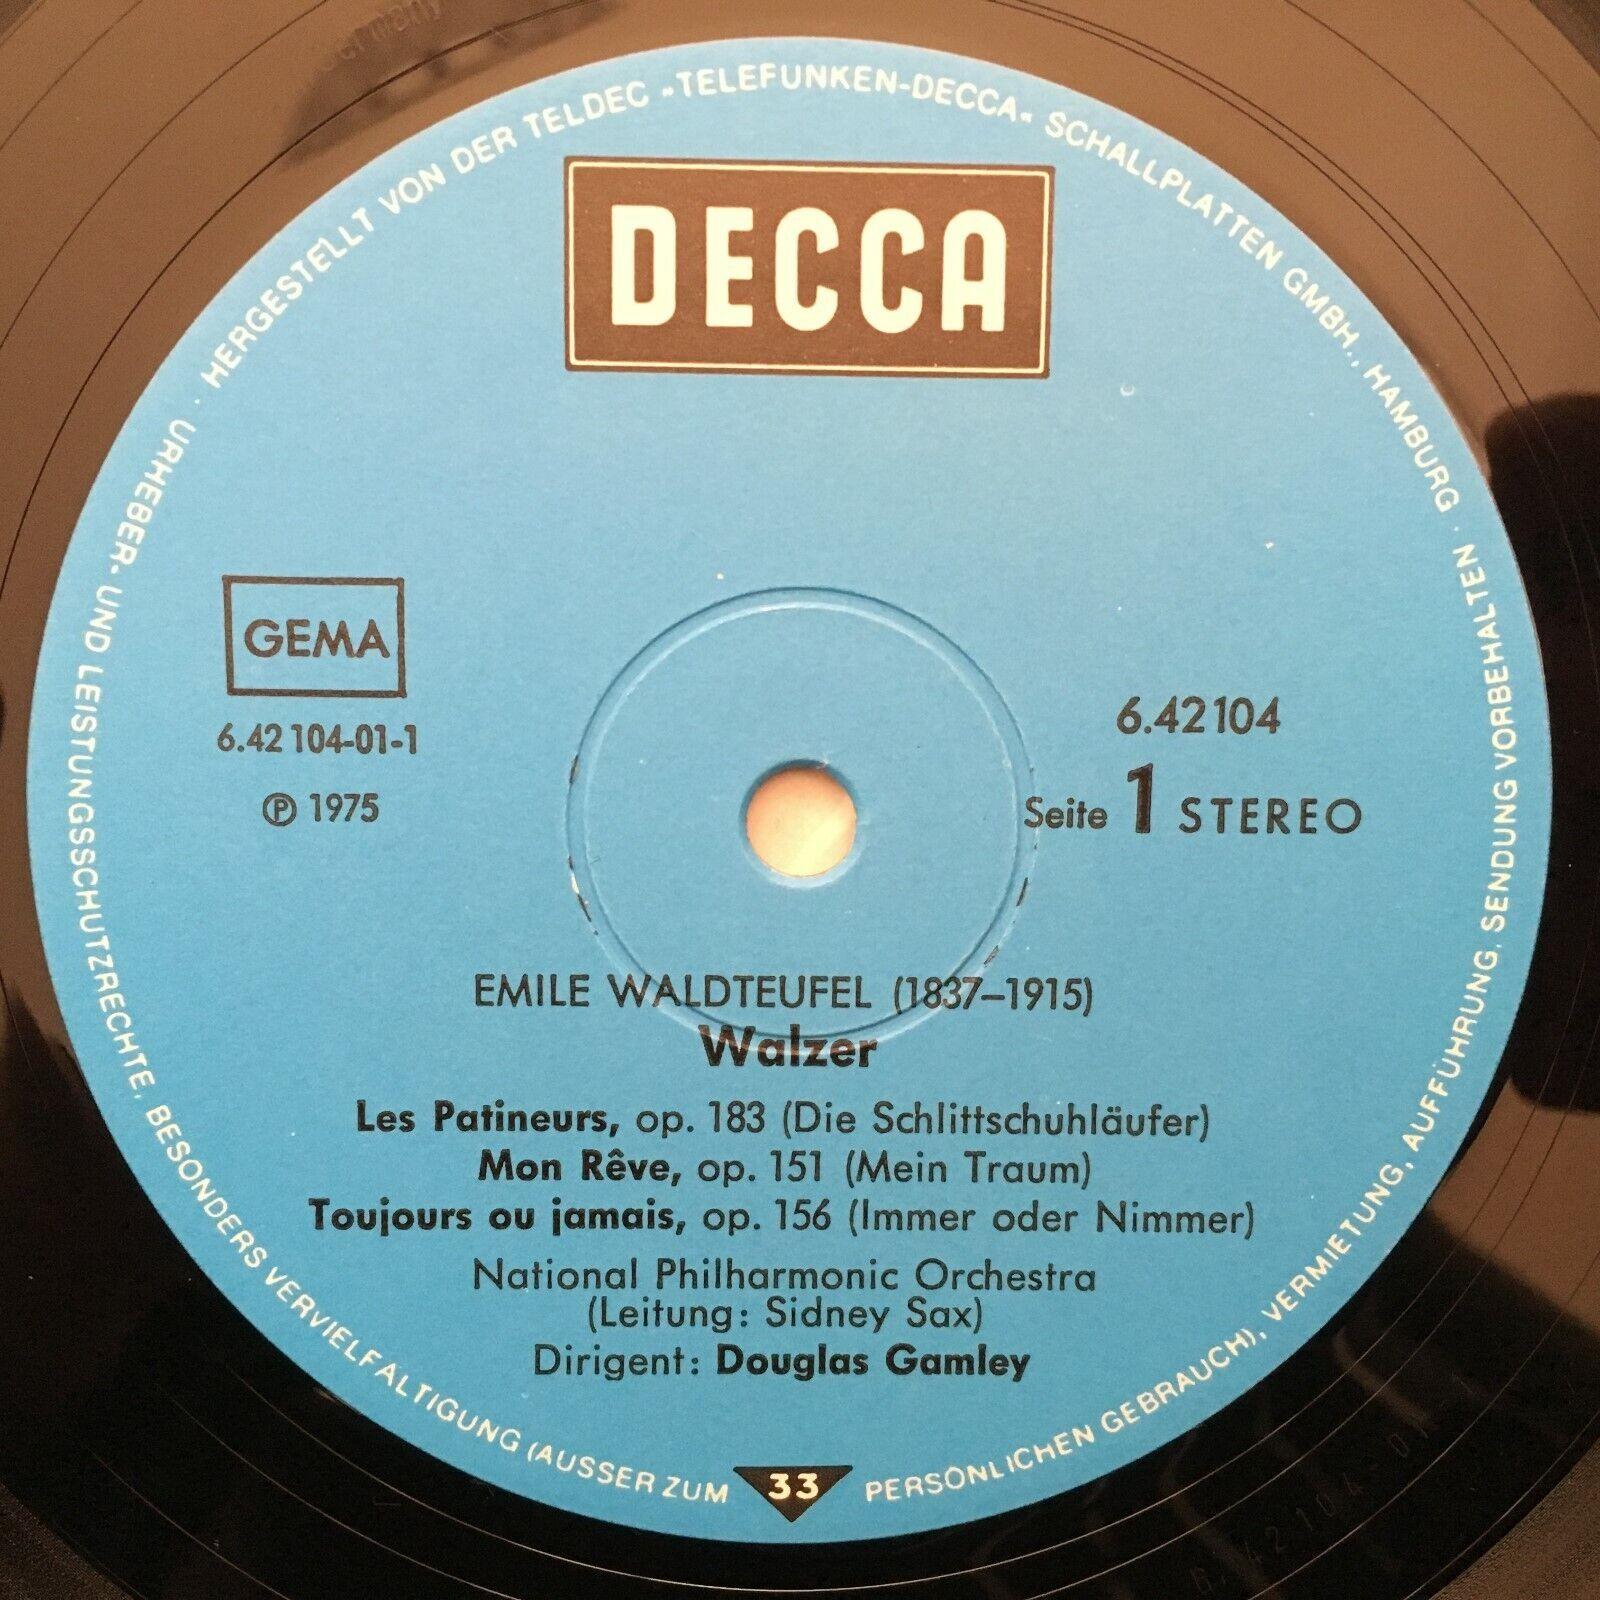 HERGESTELLT VON DER TELDEC »TELEFUNKEN-DECCA« SCHALLPLATTEN GMBH., HAMBURG · SENDUNG VORBEHALTEN
URHEBER- UND LEISTUNGSSCHUTZRECHTE, BESONDERS VERVIELFALTIGUNG (AUSSER ZUM PERSÖNLICHEN GEBRAUCH), VERMIETUNG, AUFFÜHRUNG,
DECCA
GEMA
6.42 104-01-1
℗ 1975
6.42104
Seite 1 STEREO
EMILE WALDTEUFEL (1837–1915)
Walzer
Les Patineurs, op. 183 (Die Schlittschuhläufer)
Mon Rêve, op. 151 (Mein Traum)
Toujours ou jamais, op. 156 (Immer oder Nimmer)
National Philharmonic Orchestra
(Leitung: Sidney Sax)
Dirigent: Douglas Gamley
33